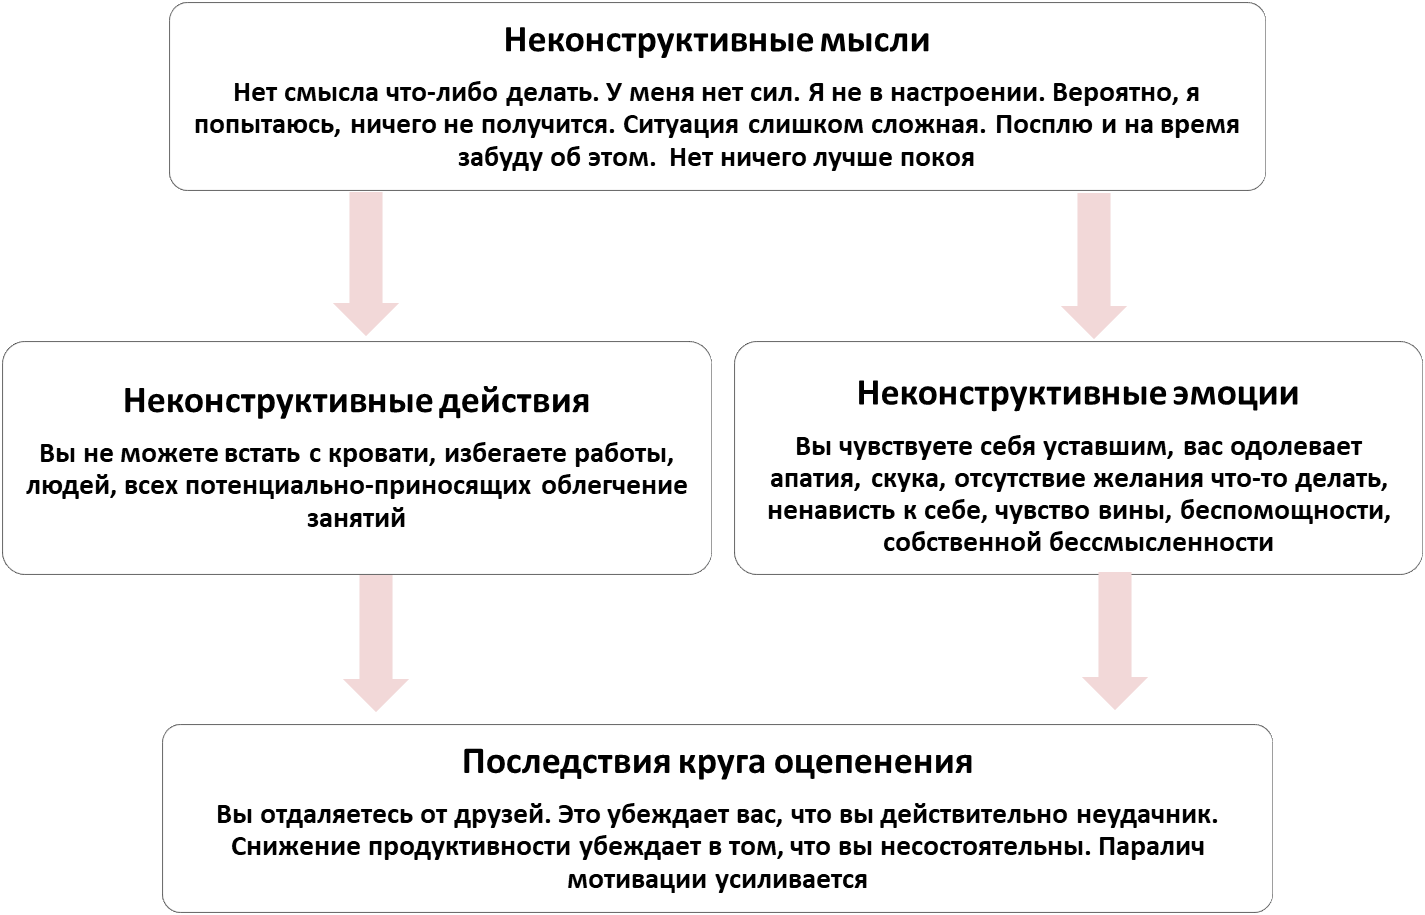 Неконструктивные мысли
Нет смысла что-либо делать. У меня нет сил. Я не в настроении. Вероятно, я
попытаюсь, ничего не получится. Ситуация слишком сложная. Посплю и на время
забуду об этом.  Нет ничего лучше покоя
Неконструктивные действия
Вы не можете встать с кровати, избегаете работы,
людей, всех потенциально-приносящих облегчение
занятий
Неконструктивные эмоции
Вы чувствуете себя уставшим, вас одолевает
апатия, скука, отсутствие желания что-то делать,
ненависть к себе, чувство вины, беспомощности,
собственной бессмысленности
Последствия круга оцепенения
Вы отдаляетесь от друзей. Это убеждает вас, что вы действительно неудачник.
Снижение продуктивности убеждает в том, что вы несостоятельны. Паралич
мотивации усиливается